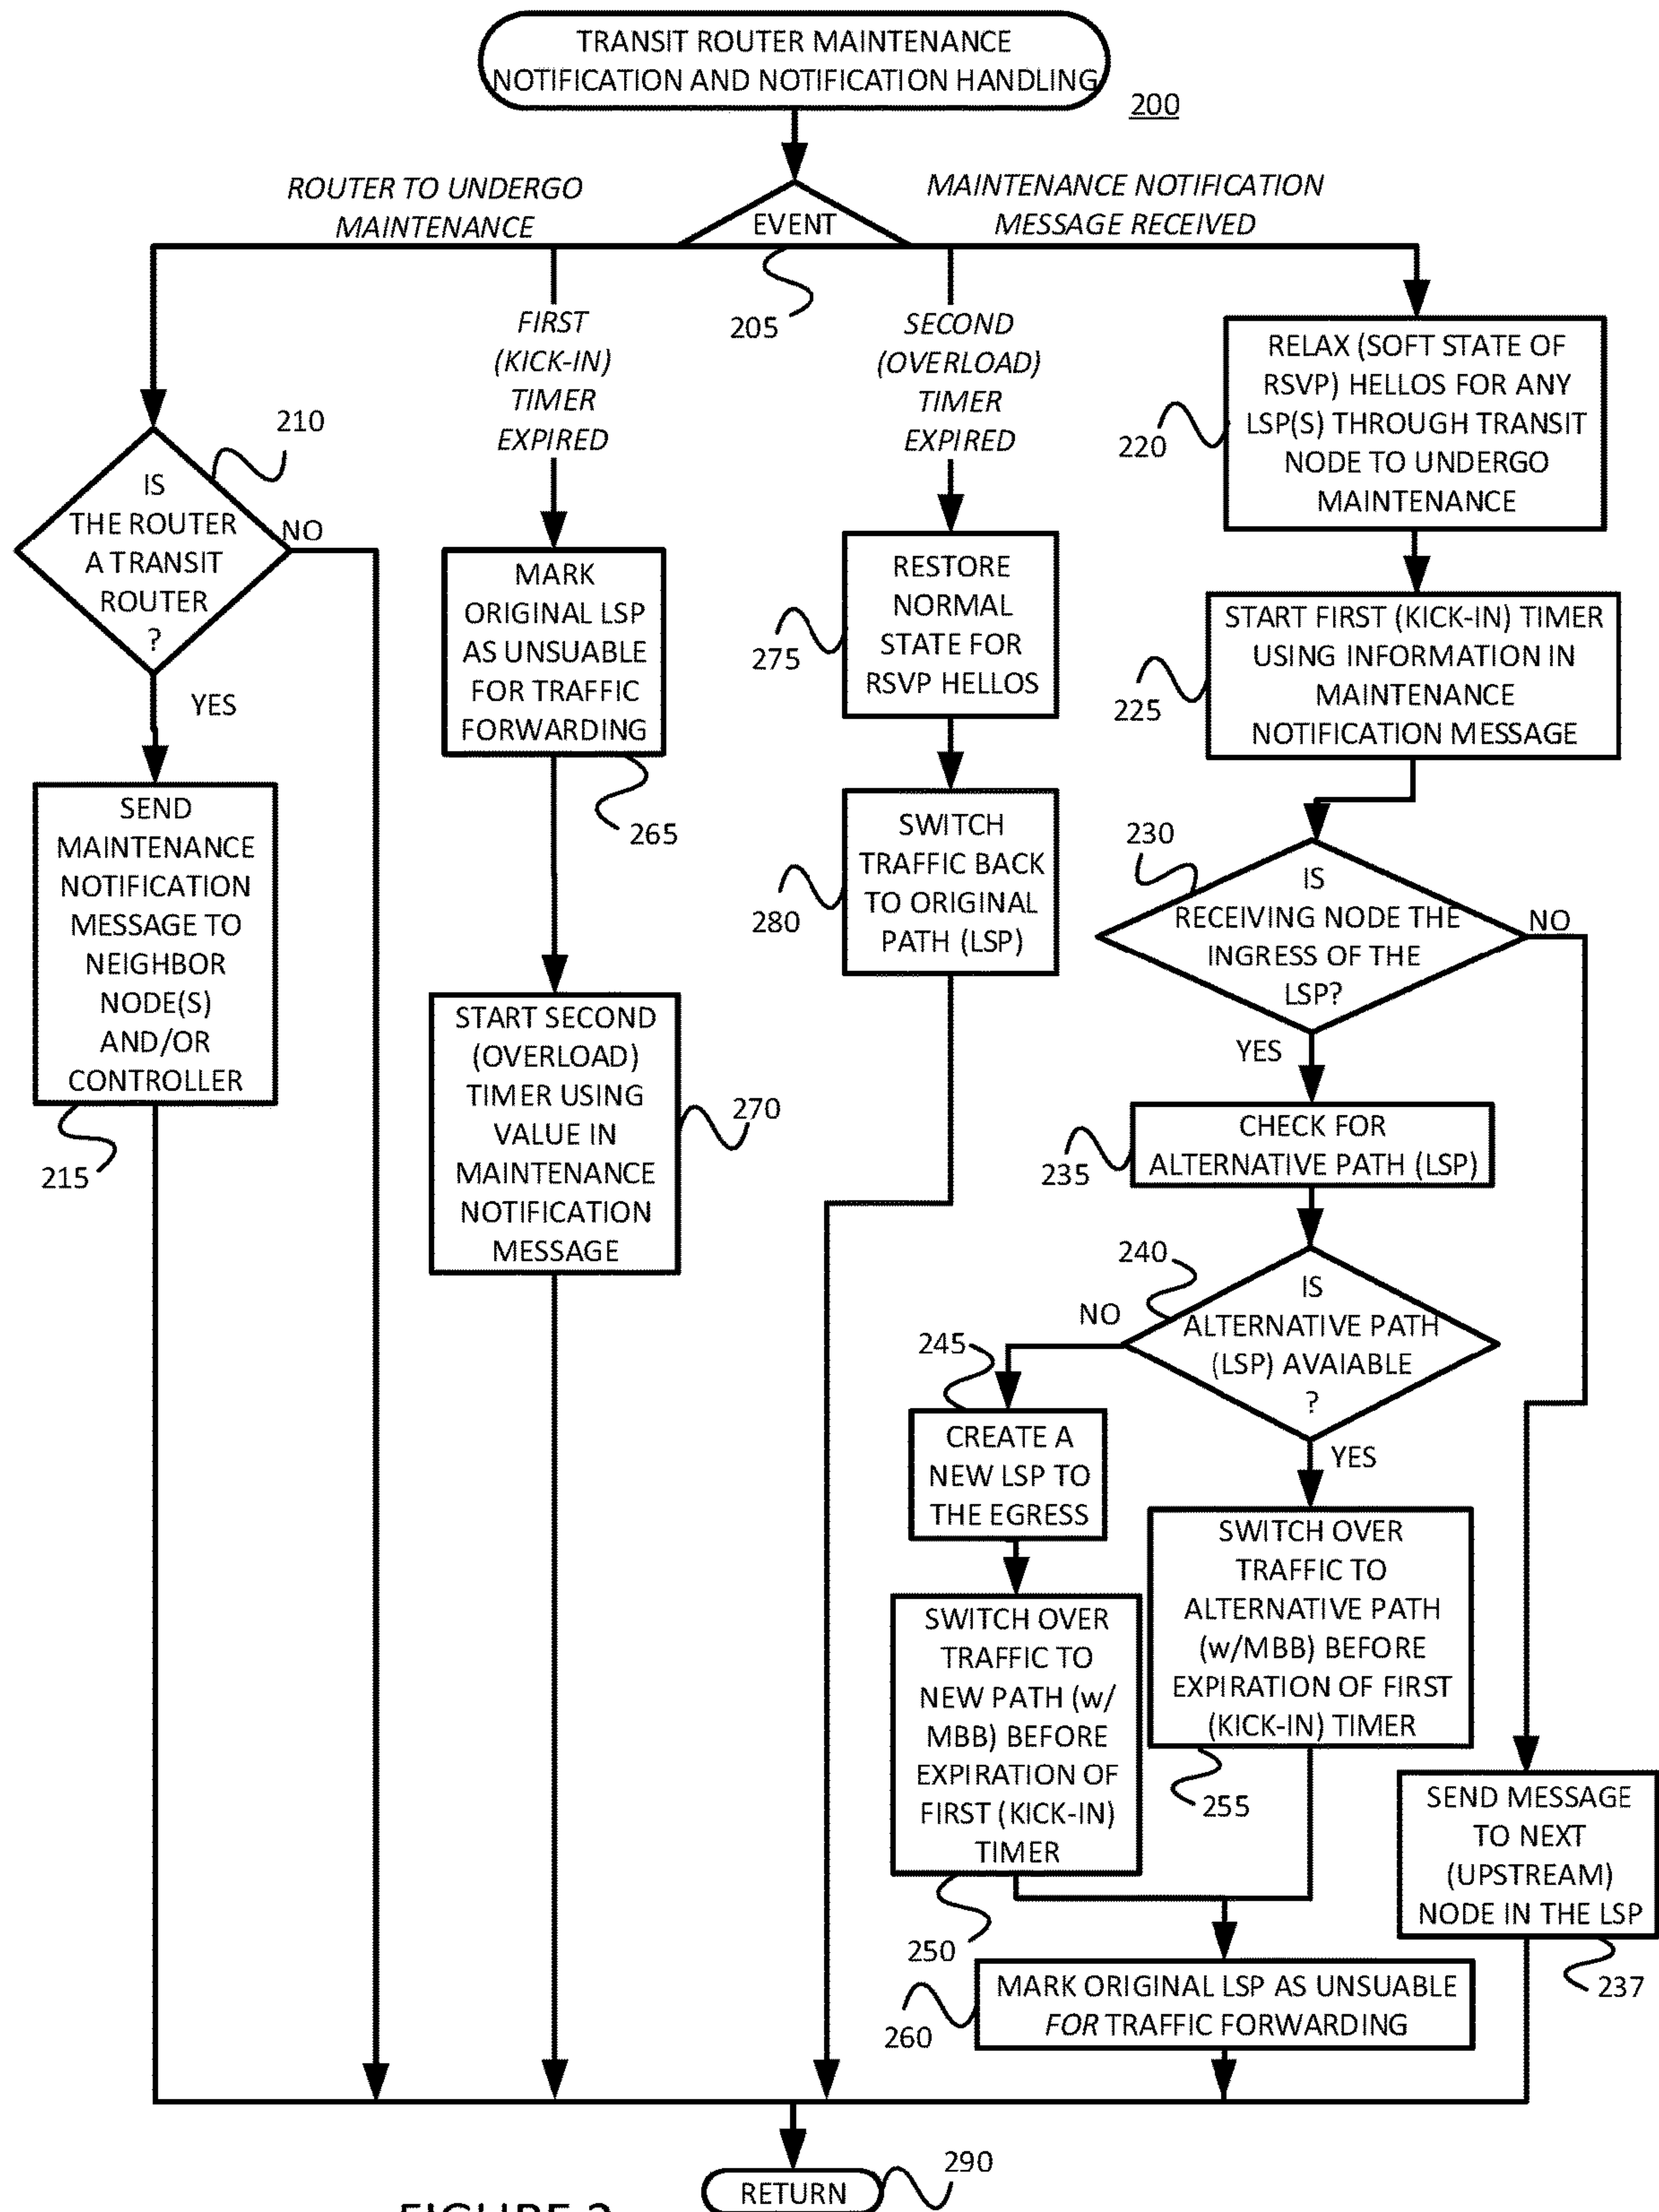 TRANSIT ROUTER MAINTENANCE
NOTIFICATION AND NOTIFICATION HANDLING
200
ROUTER TO UNDERGO
MAINTENANCE
EVENT
205
MAINTENANCE NOTIFICATION
MESSAGE RECEIVED
210
IS
THE ROUTER
A TRANSIT
ROUTER
?
NO
YES
SEND
MAINTENANCE
NOTIFICATION
MESSAGE TO
NEIGHBOR
NODE(S)
AND/OR
CONTROLLER
215
FIRST
(KICK-IN)
TIMER
EXPIRED
MARK
ORIGINAL LSP
AS UNSUABLE
FOR TRAFFIC
FORWARDING
265
START SECOND
(OVERLOAD)
TIMER USING
VALUE IN
MAINTENANCE
NOTIFICATION
MESSAGE
270
SECOND
(OVERLOAD)
TIMER
EXPIRED
RESTORE
NORMAL
STATE FOR
RSVP HELLOS
275
SWITCH
TRAFFIC BACK
TO ORIGINAL
PATH (LSP)
280
RELAX (SOFT STATE OF
RSVP) HELLOS FOR ANY
LSP(S) THROUGH TRANSIT
NODE TO UNDERGO
MAINTENANCE
220
START FIRST (KICK-IN) TIMER
USING INFORMATION IN
MAINTENANCE
NOTIFICATION MESSAGE
225
230
IS
RECEIVING NODE THE
INGRESS OF THE
LSP?
NO
YES
CHECK FOR
ALTERNATIVE PATH (LSP)
235
240
IS
ALTERNATIVE PATH
(LSP) AVAIABLE
?
NO
YES
245
CREATE A
NEW LSP TO
THE EGRESS
SWITCH OVER
TRAFFIC TO
NEW PATH (w/
MBB) BEFORE
EXPIRATION OF
FIRST (KICK-IN)
TIMER
250
SWITCH OVER
TRAFFIC TO
ALTERNATIVE PATH
(w/MBB) BEFORE
EXPIRATION OF FIRST
(KICK-IN) TIMER
255
SEND MESSAGE
TO NEXT
(UPSTREAM)
NODE IN THE LSP
237
MARK ORIGINAL LSP AS UNSUABLE
FOR TRAFFIC FORWARDING
260
RETURN
290
FIGURE 2